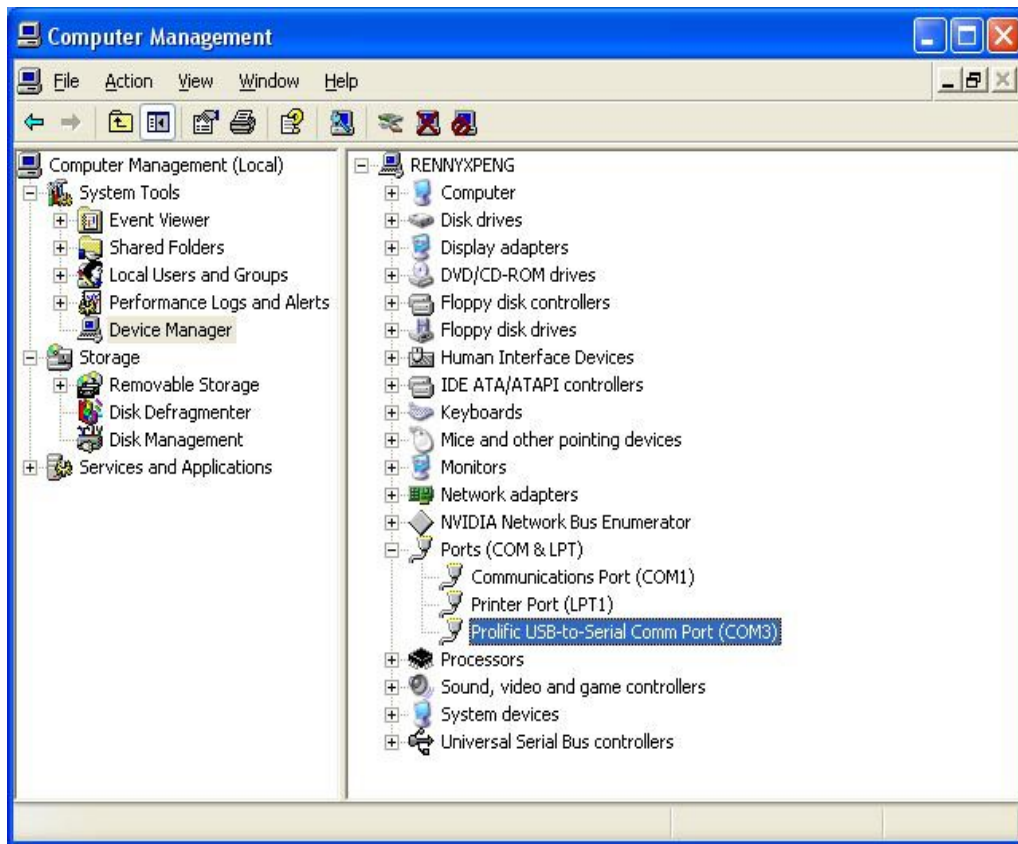 Computer Management
File Action View Window Help
Computer Management (Local)
System Tools
Event Viewer
Shared Folders
Local Users and Groups
Performance Logs and Alerts
Device Manager
Storage
Removable Storage
Disk Defragmenter
Disk Management
Services and Applications
RENNYXPENG
Computer
Disk drives
Display adapters
DVD/CD-ROM drives
Floppy disk controllers
Floppy disk drives
Human Interface Devices
IDE ATA/ATAPI controllers
Keyboards
Mice and other pointing devices
Monitors
Network adapters
NVIDIA Network Bus Enumerator
Ports (COM & LPT)
Communications Port (COM1)
Printer Port (LPT1)
Prolific USB-to-Serial Comm Port (COM3)
Processors
Sound, video and game controllers
System devices
Universal Serial Bus controllers